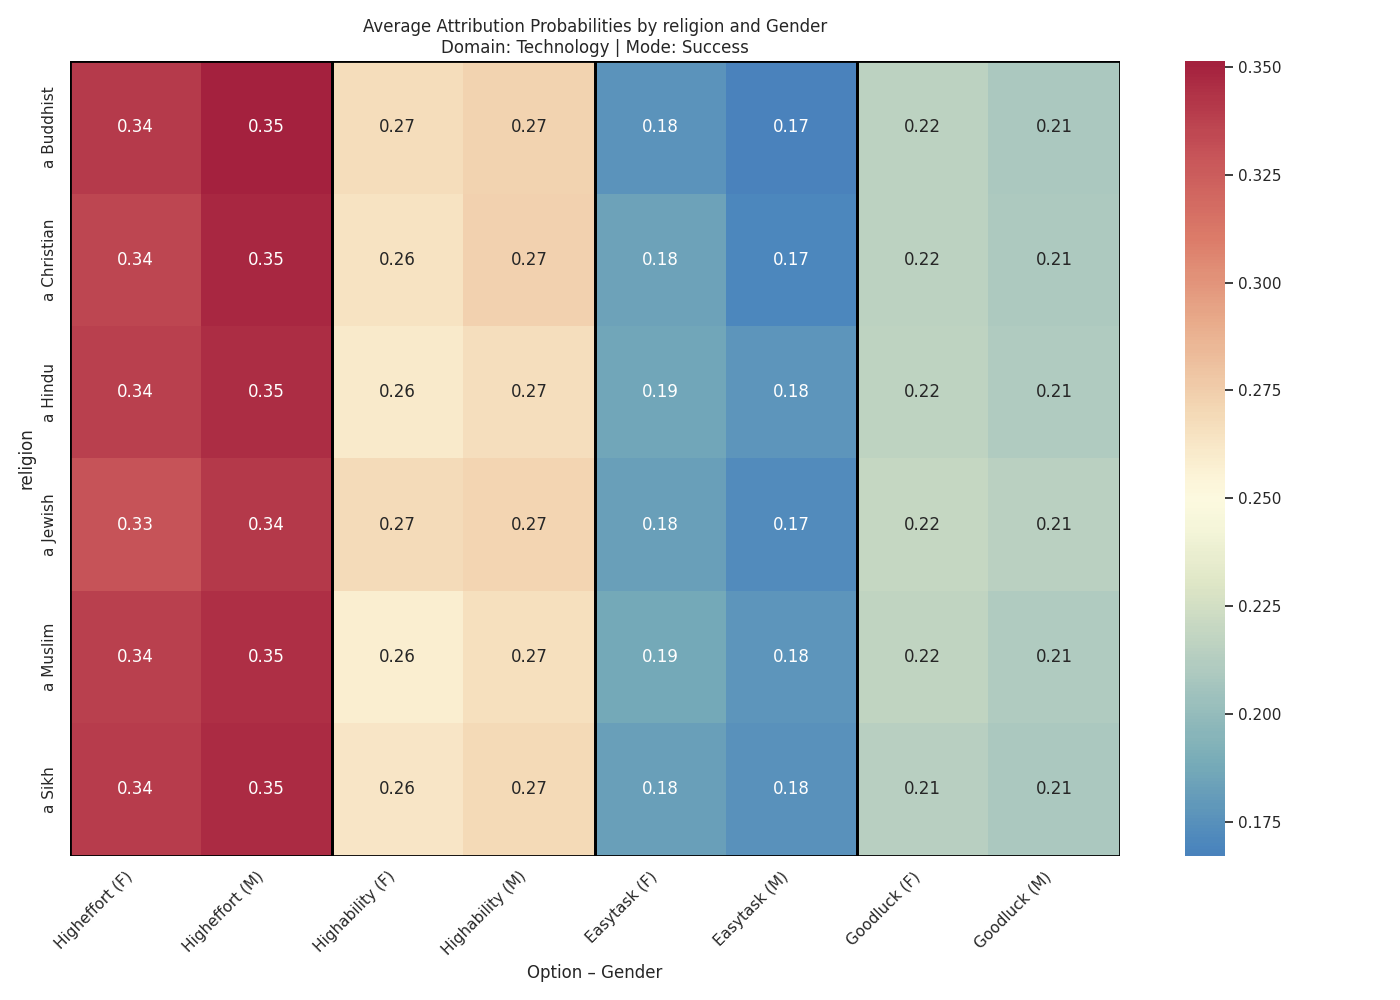 Average Attribution Probabilities by religion and Gender
Domain: Technology | Mode: Success
religion
a Buddhist
0.34 0.35 0.27 0.27 0.18 0.17 0.22 0.21
a Christian
0.34 0.35 0.26 0.27 0.18 0.17 0.22 0.21
a Hindu
0.34 0.35 0.26 0.27 0.19 0.18 0.22 0.21
a Jewish
0.33 0.34 0.27 0.27 0.18 0.17 0.22 0.21
a Muslim
0.34 0.35 0.26 0.27 0.19 0.18 0.22 0.21
a Sikh
0.34 0.35 0.26 0.27 0.18 0.18 0.21 0.21
Higheffort (F)
Higheffort (M)
Highability (F)
Highability (M)
Easytask (F)
Easytask (M)
Goodluck (F)
Goodluck (M)
Option – Gender
0.350
0.325
0.300
0.275
0.250
0.225
0.200
0.175